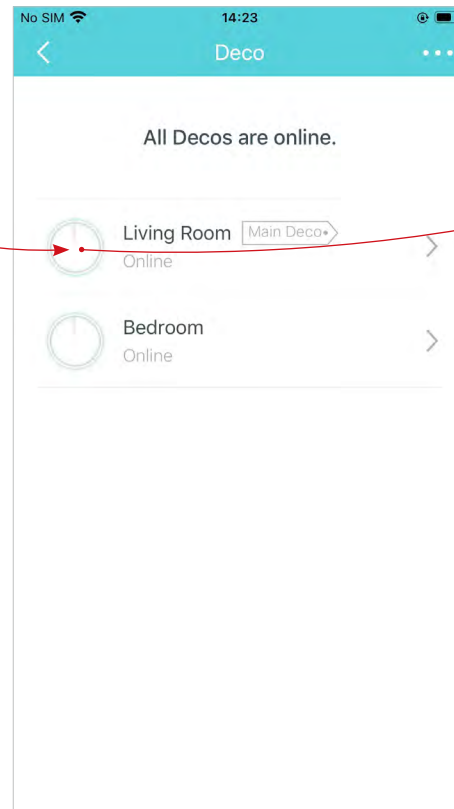 No SIM 14:23
Deco
All Decos are online.
Living Room Main Deco
Online
Bedroom
Online